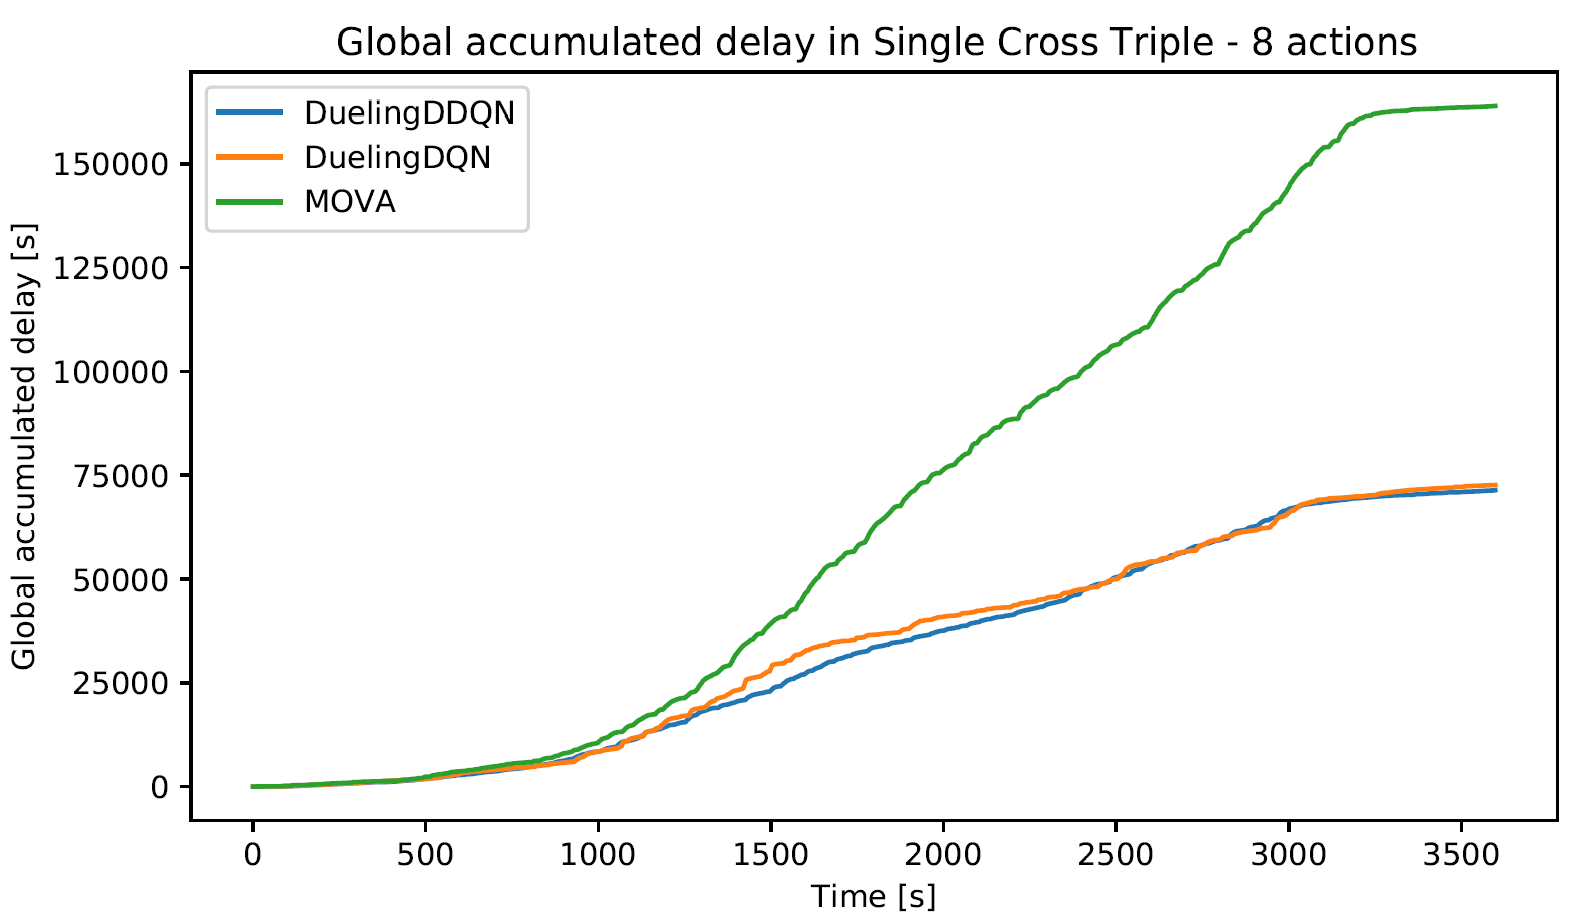 Global accumulated delay in Single Cross Triple - 8 actions
DuelingDDQN
DuelingDQN
MOVA
Global accumulated delay [s]
150000
125000
100000
75000
50000
25000
0
0 500 1000 1500 2000 2500 3000 3500
Time [s]